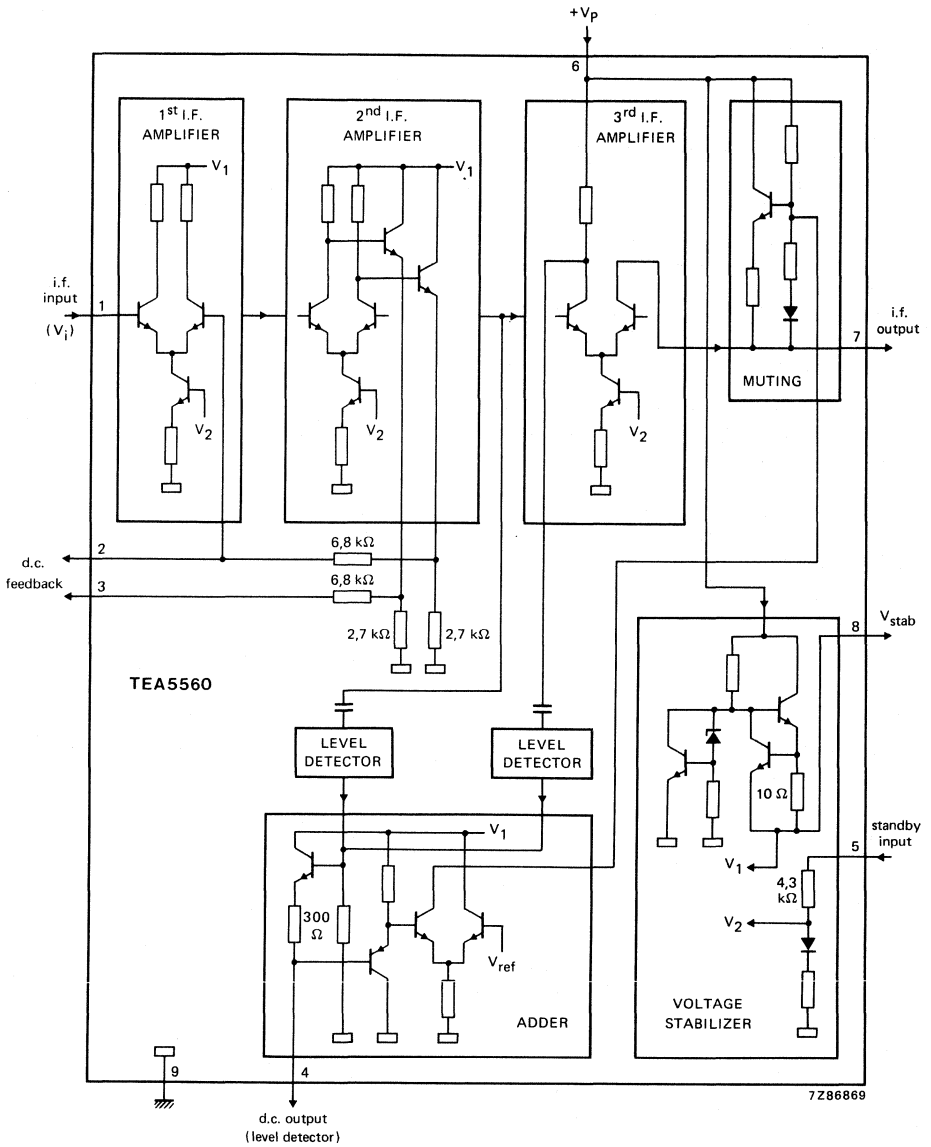 +Vp
6
1st I.F.
AMPLIFIER
2nd I.F.
AMPLIFIER
3rd I.F.
AMPLIFIER
V1
V1
i.f.
input
(Vi)
1
V2
V2
V2
MUTING
7
i.f.
output
d.c.
feedback
2
3
6,8 kΩ
6,8 kΩ
2,7 kΩ
2,7 kΩ
TEA5560
8
Vstab
LEVEL
DETECTOR
LEVEL
DETECTOR
10 Ω
V1
standby
input
5
4,3
kΩ
V2
VOLTAGE
STABILIZER
V1
300
Ω
Vref
ADDER
9
4
7Z86869
d.c. output
(level detector)